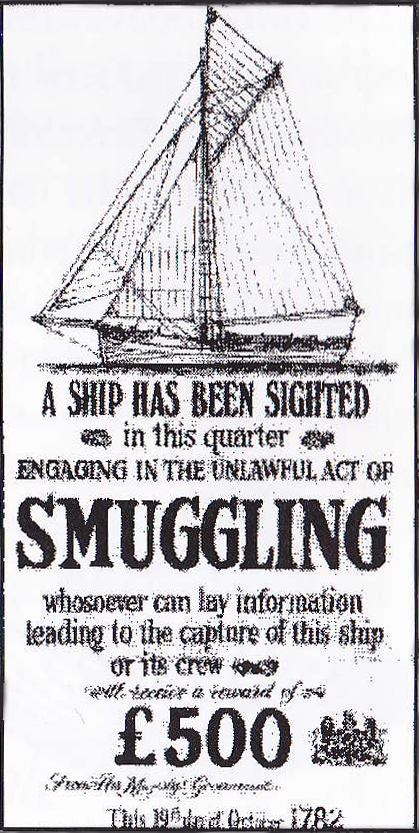 A SHIP HAS BEEN SIGHTED
in this quarter
ENGAGING IN THE UNLAWFUL ACT OF
SMUGGLING
whosoever can lay information
leading to the capture of this ship
or its crew
will receive a reward of
£500
From His Majesty's Government
This 19th day of October 1782